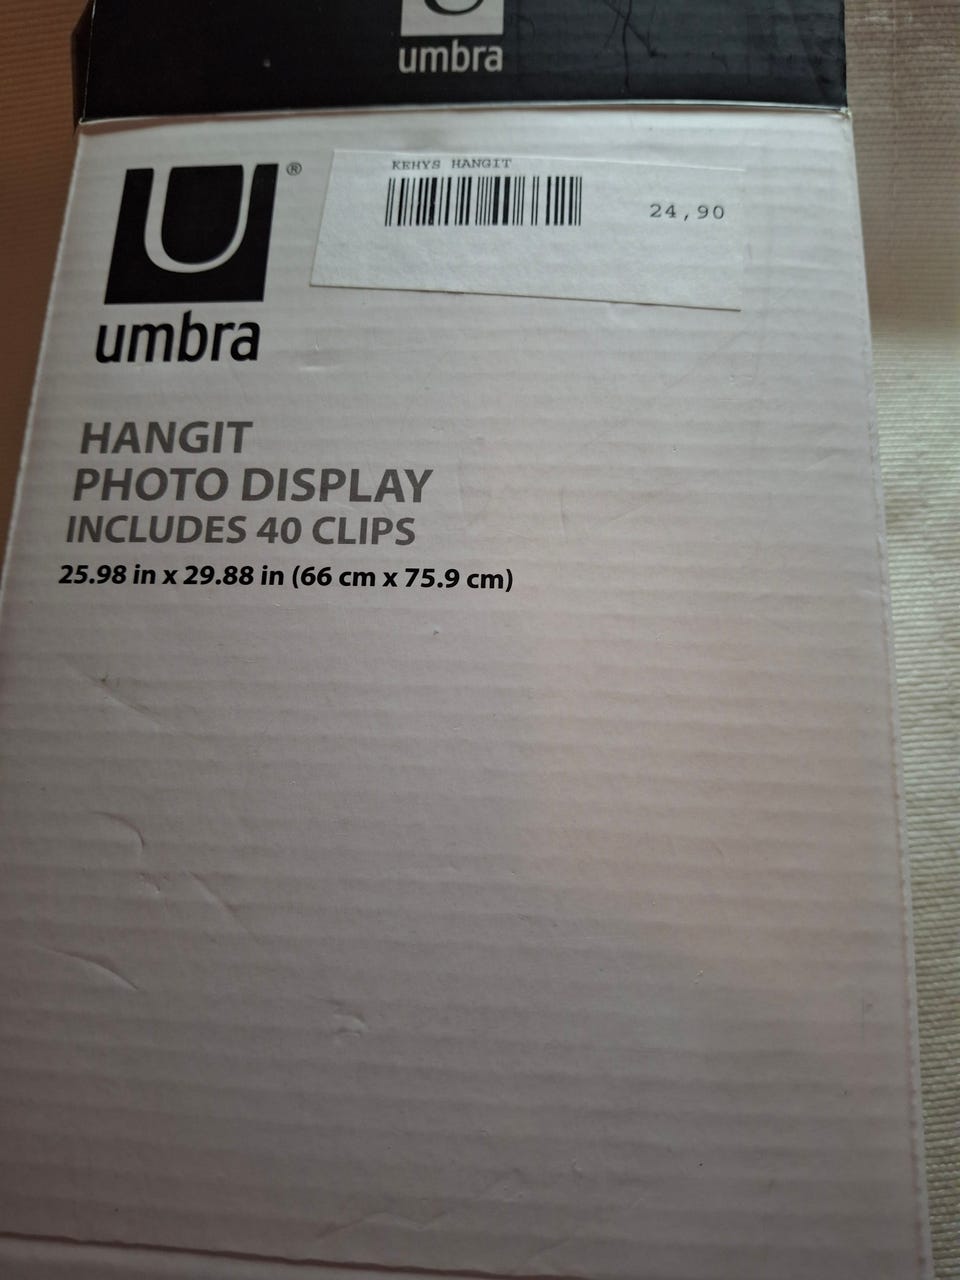 umbra
KEHYS HANGIT
24,90
U®
umbra
HANGIT
PHOTO DISPLAY
INCLUDES 40 CLIPS
25.98 in x 29.88 in (66 cm x 75.9 cm)